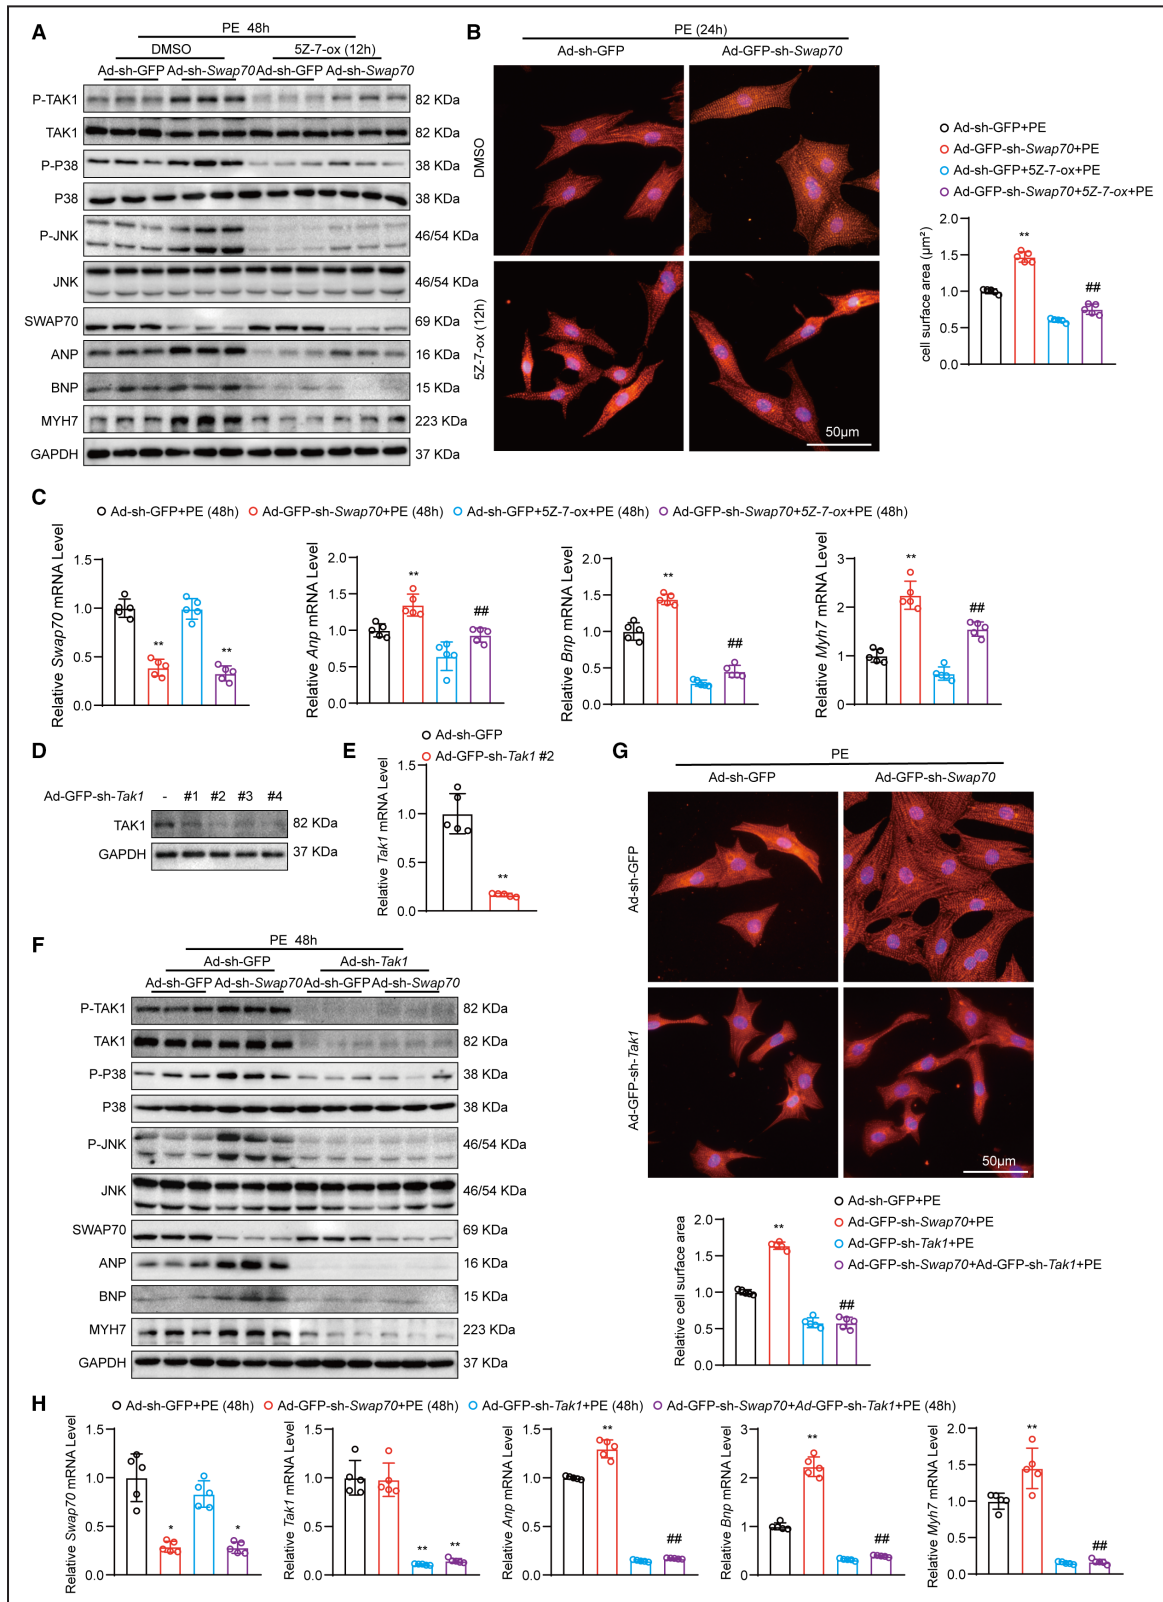 A
PE 48h
DMSO 5Z-7-ox (12h)
Ad-sh-GFP Ad-sh-Swap70 Ad-sh-GFP Ad-sh-Swap70
P-TAK1 82 KDa
TAK1 82 KDa
P-P38 38 KDa
P38 38 KDa
P-JNK 46/54 KDa
JNK 46/54 KDa
SWAP70 69 KDa
ANP 16 KDa
BNP 15 KDa
MYH7 223 KDa
GAPDH 37 KDa
B
PE (24h)
Ad-sh-GFP Ad-GFP-sh-Swap70
DMSO
5Z-7-ox (12h)
50μm
Ad-sh-GFP+PE
Ad-GFP-sh-Swap70+PE
Ad-sh-GFP+5Z-7-ox+PE
Ad-GFP-sh-Swap70+5Z-7-ox+PE
cell surface area (μm²)
2.0
1.5
1.0
0.5
0.0
**
##
C
Ad-sh-GFP+PE (48h) Ad-GFP-sh-Swap70+PE (48h) Ad-sh-GFP+5Z-7-ox+PE (48h) Ad-GFP-sh-Swap70+5Z-7-ox+PE (48h)
Relative Swap70 mRNA Level
1.5
1.0
0.5
0.0
**
**
Relative Anp mRNA Level
2.0
1.5
1.0
0.5
0.0
**
##
Relative Bnp mRNA Level
2.0
1.5
1.0
0.5
0.0
**
##
Relative Myh7 mRNA Level
3
2
1
0
**
##
D
Ad-GFP-sh-Tak1 - #1 #2 #3 #4
TAK1 82 KDa
GAPDH 37 KDa
E
Ad-sh-GFP
Ad-GFP-sh-Tak1 #2
Relative Tak1 mRNA Level
1.5
1.0
0.5
0.0
**
F
PE 48h
Ad-sh-GFP Ad-sh-Tak1
Ad-sh-GFP Ad-sh-Swap70 Ad-sh-GFP Ad-sh-Swap70
P-TAK1 82 KDa
TAK1 82 KDa
P-P38 38 KDa
P38 38 KDa
P-JNK 46/54 KDa
JNK 46/54 KDa
SWAP70 69 KDa
ANP 16 KDa
BNP 15 KDa
MYH7 223 KDa
GAPDH 37 KDa
G
PE
Ad-sh-GFP Ad-GFP-sh-Swap70
Ad-sh-GFP
Ad-GFP-sh-Tak1
50μm
Ad-sh-GFP+PE
Ad-GFP-sh-Swap70+PE
Ad-GFP-sh-Tak1+PE
Ad-GFP-sh-Swap70+Ad-GFP-sh-Tak1+PE
Relative cell surface area
2.0
1.5
1.0
0.5
0.0
**
##
H
Ad-sh-GFP+PE (48h) Ad-GFP-sh-Swap70+PE (48h) Ad-GFP-sh-Tak1+PE (48h) Ad-GFP-sh-Swap70+Ad-GFP-sh-Tak1+PE (48h)
Relative Swap70 mRNA Level
1.5
1.0
0.5
0.0
*
*
Relative Tak1 mRNA Level
1.5
1.0
0.5
0.0
**
**
Relative Anp mRNA Level
1.5
1.0
0.5
0.0
**
##
Relative Bnp mRNA Level
3
2
1
0
**
##
Relative Myh7 mRNA Level
2.0
1.5
1.0
0.5
0.0
**
##